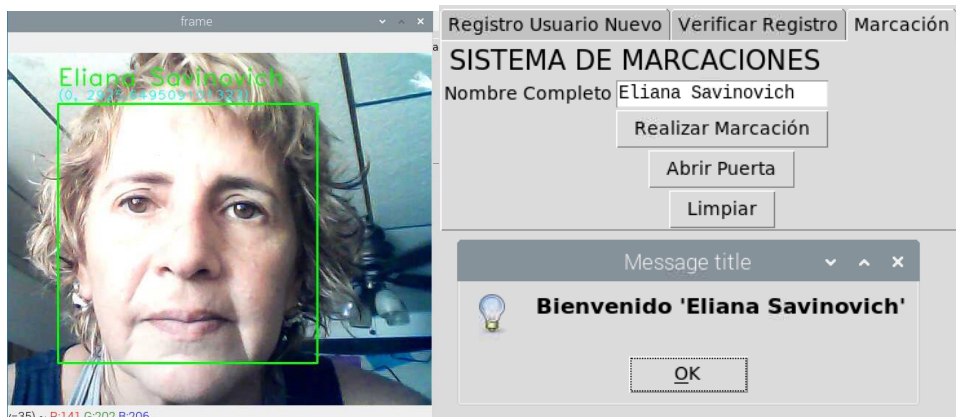 frame
Eliana Savinovich
Registro Usuario Nuevo
Verificar Registro
Marcación
SISTEMA DE MARCACIONES
Nombre Completo Eliana Savinovich
Realizar Marcación
Abrir Puerta
Limpiar
Message title
Bienvenido 'Eliana Savinovich'
OK
R:141 G:202 B:206